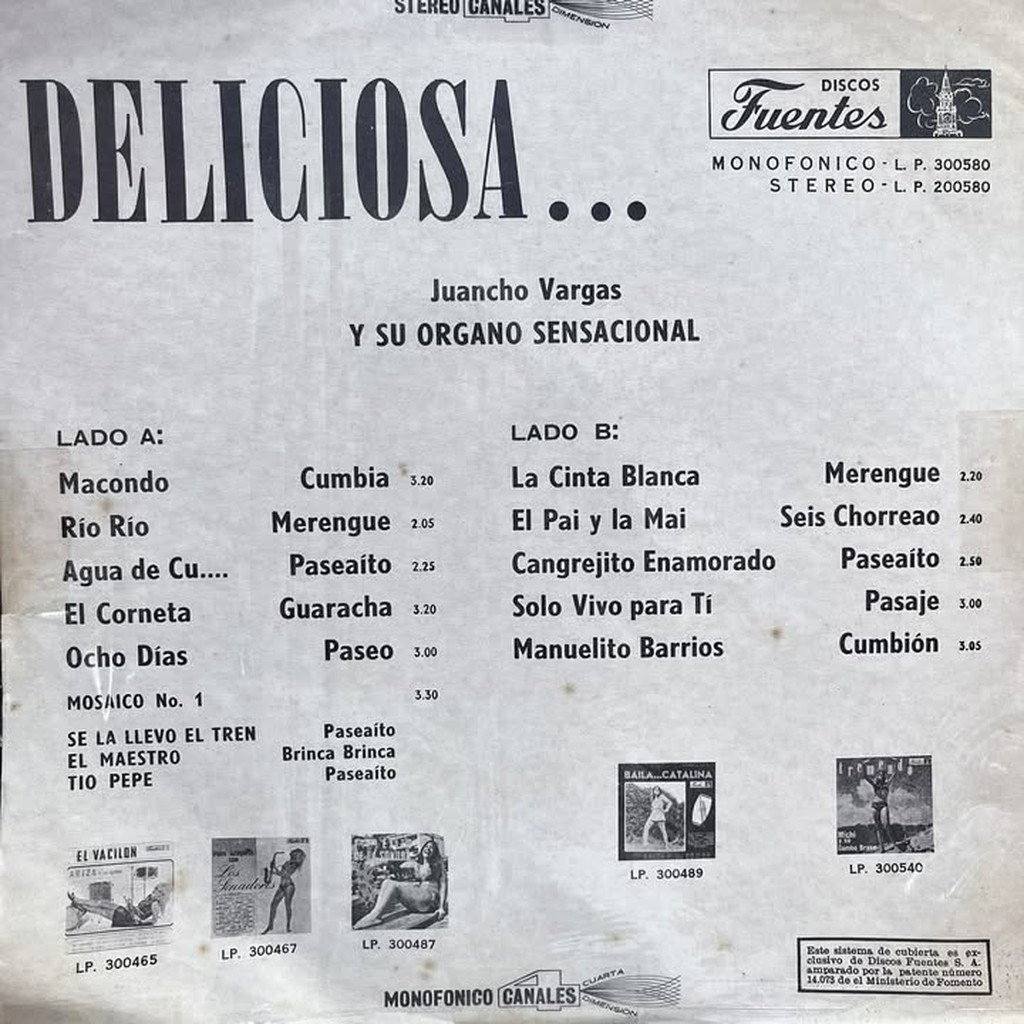 STEREO CANALES
DIMENSION
DELICIOSA...
DISCOS
Fuentes
MONOFONICO - L. P. 300580
STEREO - L. P. 200580
Juancho Vargas
Y SU ORGANO SENSACIONAL
LADO A:
Macondo Cumbia 3.20
Río Río Merengue 2.05
Agua de Cu.... Paseaíto 2.25
El Corneta Guaracha 3.20
Ocho Días Paseo 3.00
MOSAICO No. 1 3.30
SE LA LLEVO EL TREN Paseaíto
EL MAESTRO Brinca Brinca
TIO PEPE Paseaíto
LADO B:
La Cinta Blanca Merengue 2.20
El Pai y la Mai Seis Chorreao 2.40
Cangrejito Enamorado Paseaíto 2.50
Solo Vivo para Tí Pasaje 3.00
Manuelito Barrios Cumbión 3.05
EL VACILON
ARIZA
LP. 300465
Los
LP. 300467
LP. 300487
BAILA...CATALINA
LP. 300489
Tremendo
Michi
LP. 300540
Este sistema de cubierta es ex-
clusivo de Discos Fuentes S. A.
amparado por la patente número
14.073 de el Ministerio de Fomento
MONOFONICO 4 CANALES
CUARTA
DIMENSION